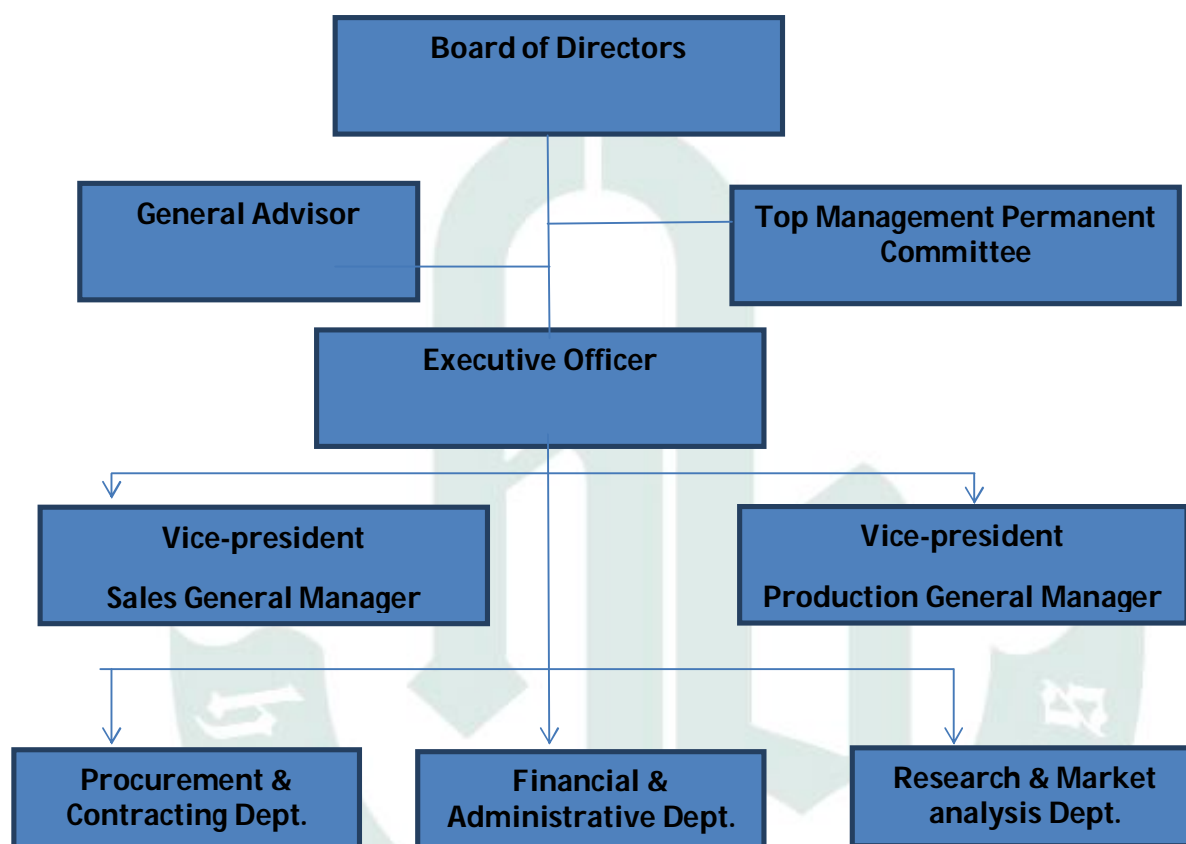 Board of Directors
General Advisor
Top Management Permanent
Committee
Executive Officer
Vice-president
Sales General Manager
Vice-president
Production General Manager
Procurement &
Contracting Dept.
Financial &
Administrative Dept.
Research & Market
analysis Dept.